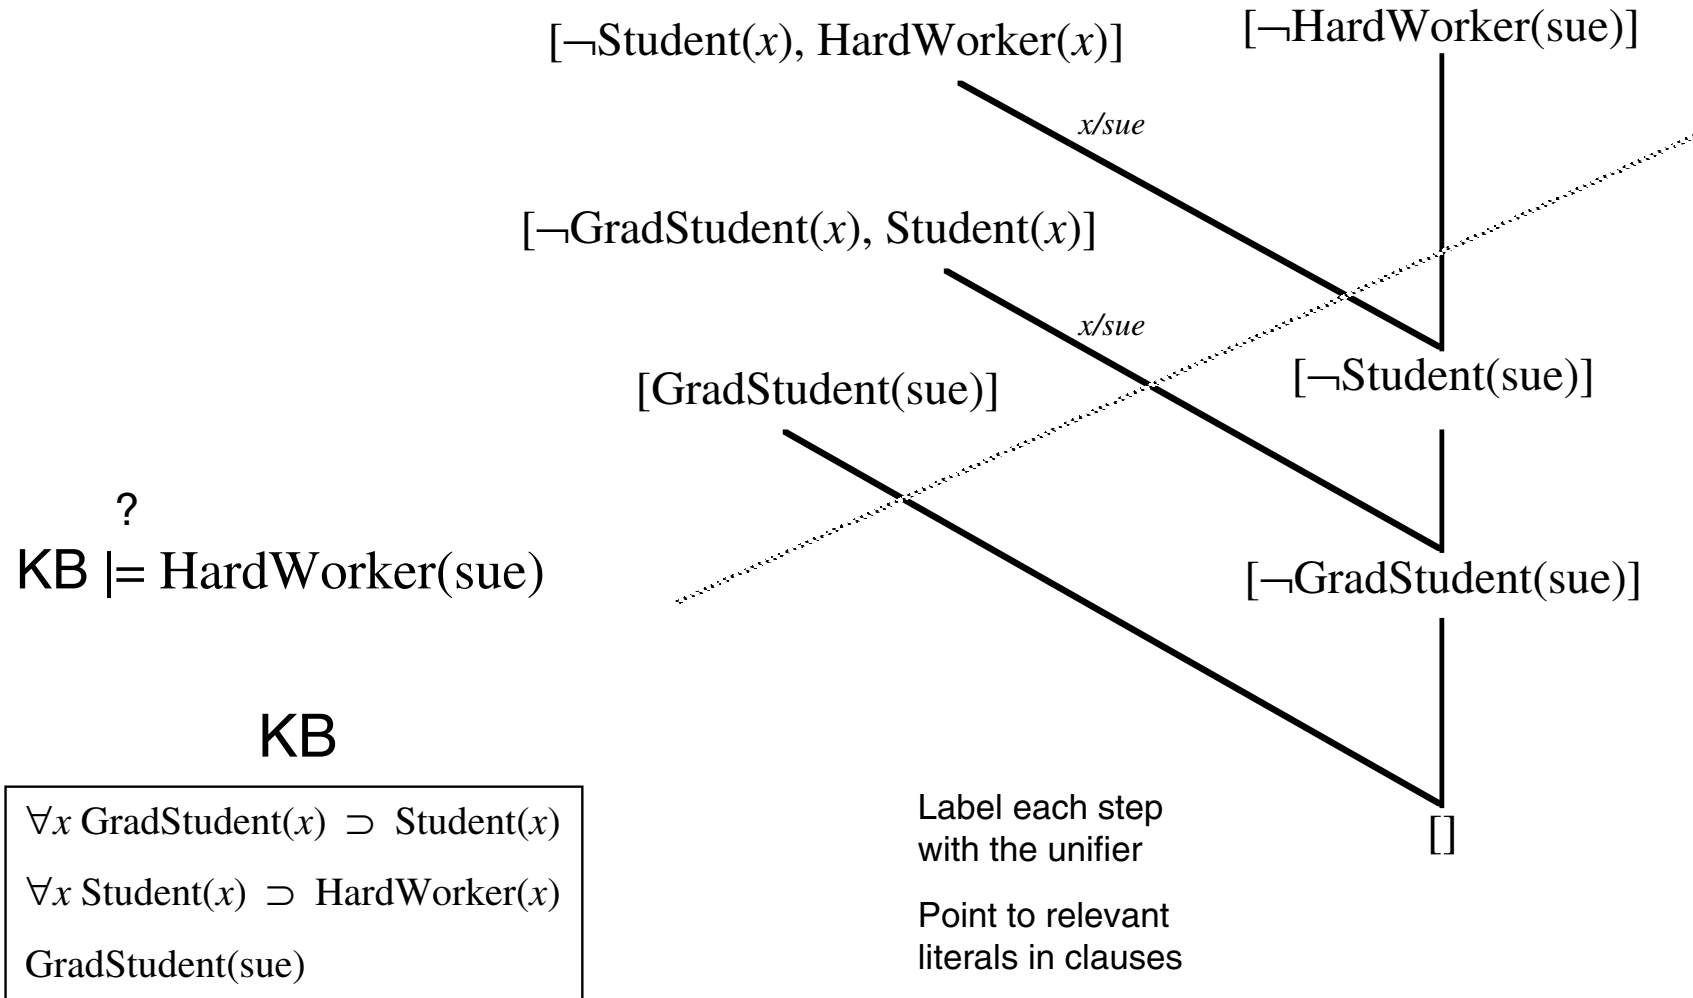 [¬Student(x), HardWorker(x)]
[¬HardWorker(sue)]
x/sue
[¬GradStudent(x), Student(x)]
x/sue
[GradStudent(sue)]
[¬Student(sue)]
?
KB |= HardWorker(sue)
[¬GradStudent(sue)]
KB
∀x GradStudent(x) ⊃ Student(x)
∀x Student(x) ⊃ HardWorker(x)
GradStudent(sue)
Label each step
with the unifier
Point to relevant
literals in clauses
[]